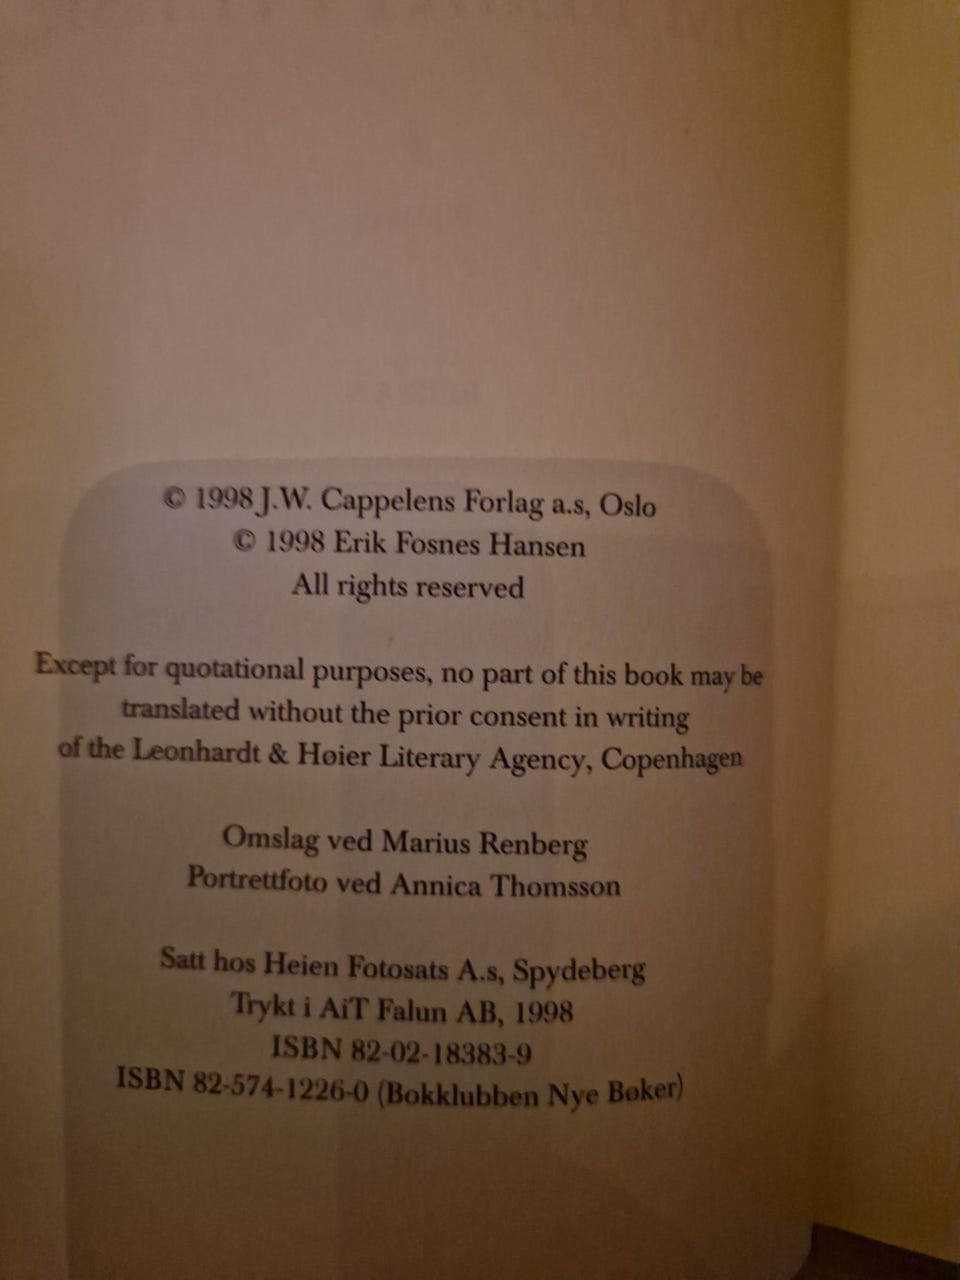 © 1998 J.W. Cappelens Forlag a.s, Oslo
© 1998 Erik Fosnes Hansen
All rights reserved
Except for quotational purposes, no part of this book may be
translated without the prior consent in writing
of the Leonhardt & Høier Literary Agency, Copenhagen
Omslag ved Marius Renberg
Portrettfoto ved Annica Thomsson
Satt hos Heien Fotosats A.s, Spydeberg
Trykt i AiT Falun AB, 1998
ISBN 82-02-18383-9
ISBN 82-574-1226-0 (Bokklubben Nye Bøker)